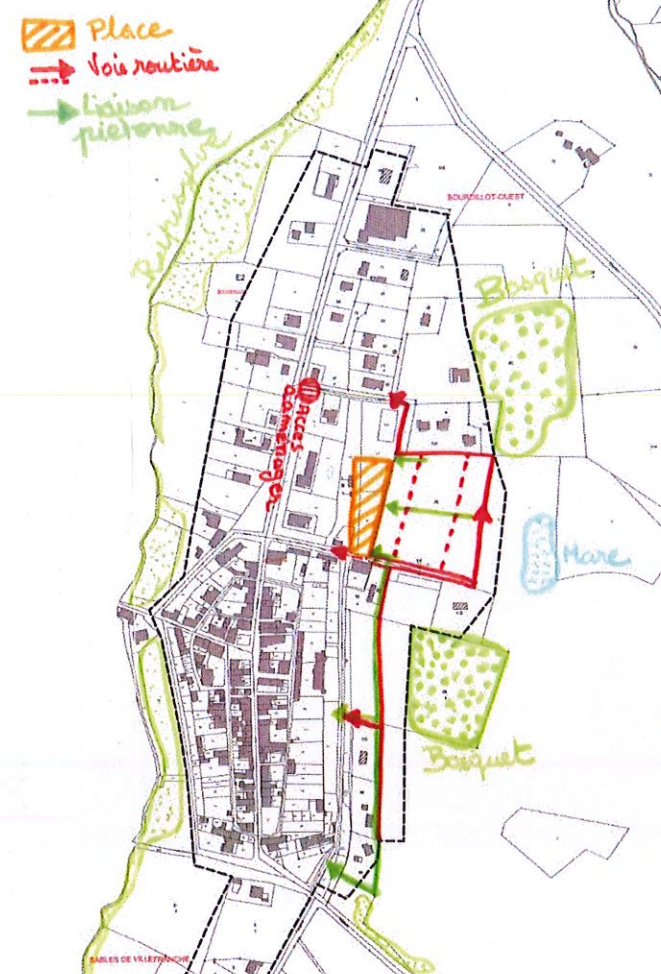 Place
Voie routière
Liaison
piétonne
Ripisylve
BOURDILLOT-OUEST
Bosquet
Accès
à aménager
Mare
Bosquet
SABLES DE VILLEFRANCHE